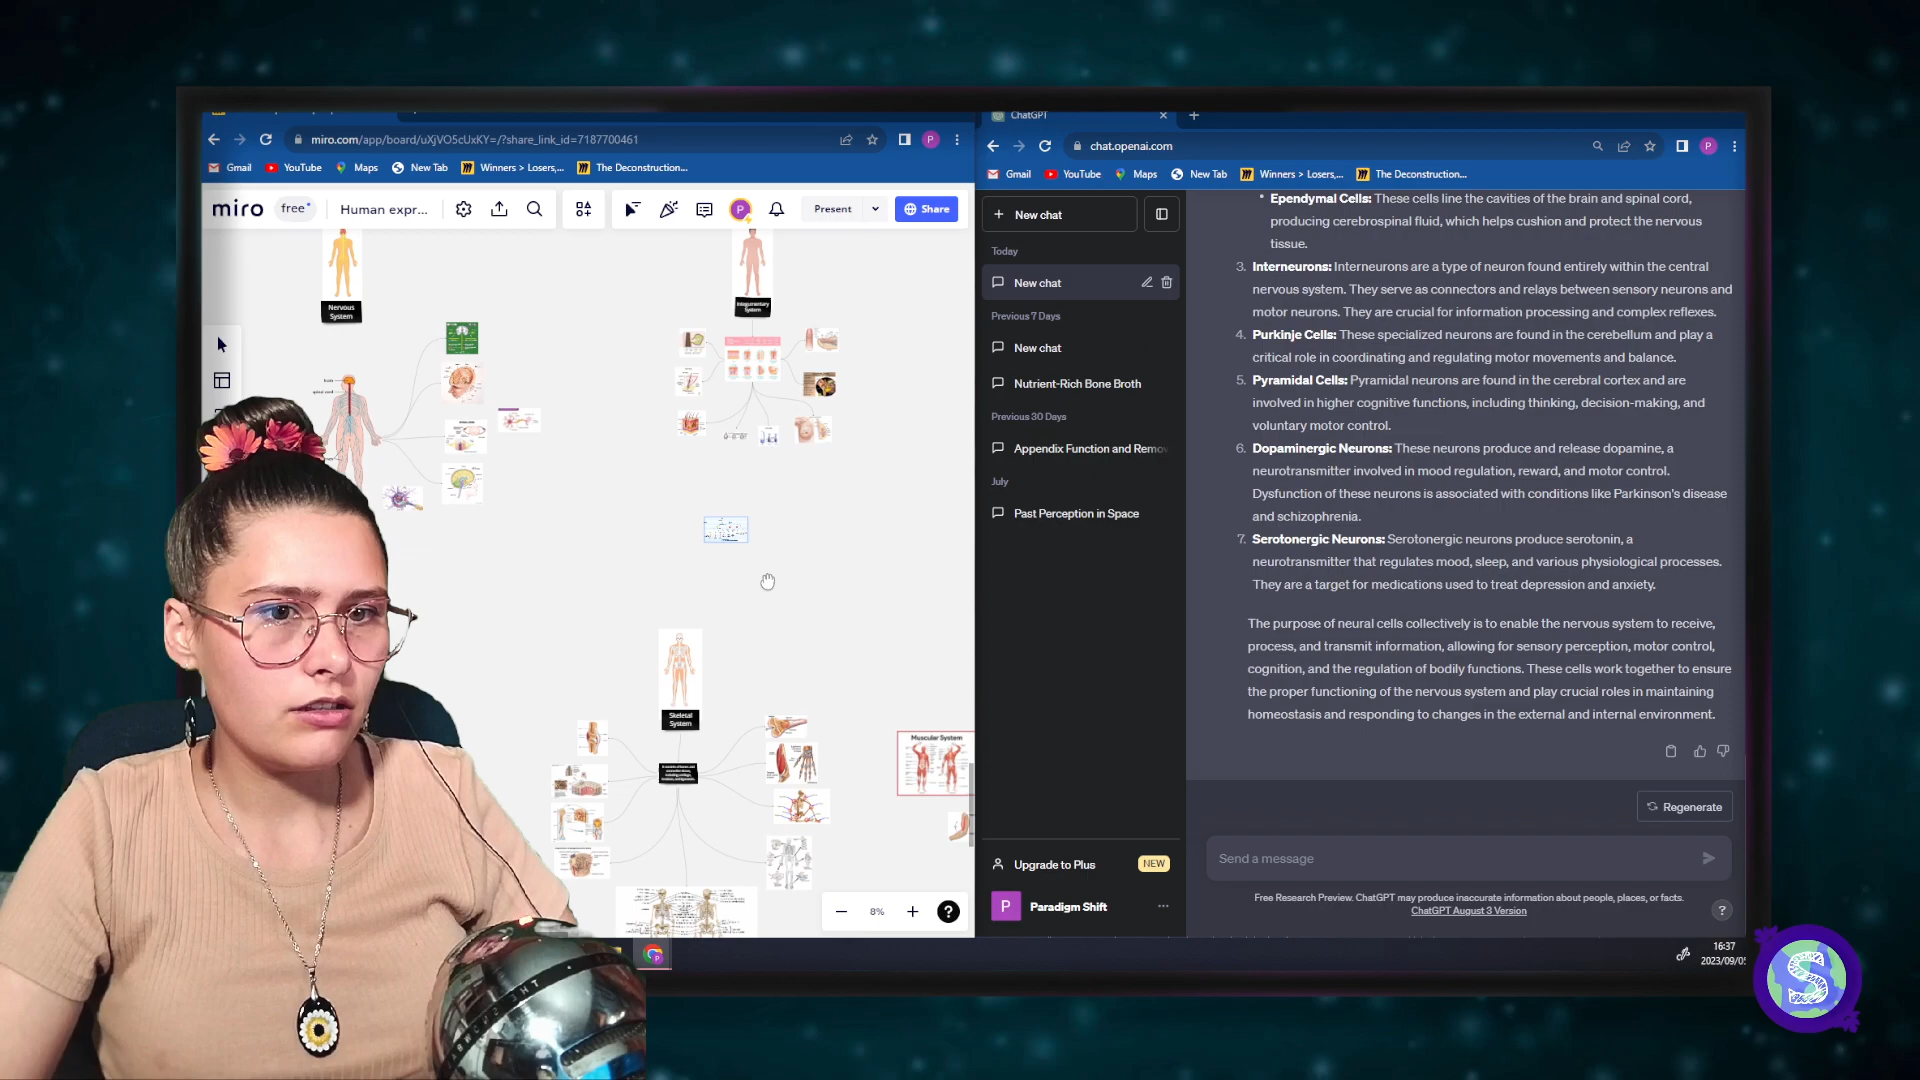 miro.com/app/board/uXjVO5cUxKY=/?share_link_id=7187700461
Gmail
YouTube
Maps
New Tab
Winners > Losers,...
The Deconstruction...
miro
free
Human expr...
Present
Share
Nervous
System
Integumentary
System
Skeletal
System
Muscular System
8%
ChatGPT
chat.openai.com
Gmail
YouTube
Maps
New Tab
Winners > Losers,...
The Deconstruction...
New chat
Today
New chat
Previous 7 Days
New chat
Nutrient-Rich Bone Broth
Previous 30 Days
Appendix Function and Remov
July
Past Perception in Space
Upgrade to Plus
NEW
P
Paradigm Shift
• Ependymal Cells: These cells line the cavities of the brain and spinal cord,
producing cerebrospinal fluid, which helps cushion and protect the nervous
tissue.
3. Interneurons: Interneurons are a type of neuron found entirely within the central
nervous system. They serve as connectors and relays between sensory neurons and
motor neurons. They are crucial for information processing and complex reflexes.
4. Purkinje Cells: These specialized neurons are found in the cerebellum and play a
critical role in coordinating and regulating motor movements and balance.
5. Pyramidal Cells: Pyramidal neurons are found in the cerebral cortex and are
involved in higher cognitive functions, including thinking, decision-making, and
voluntary motor control.
6. Dopaminergic Neurons: These neurons produce and release dopamine, a
neurotransmitter involved in mood regulation, reward, and motor control.
Dysfunction of these neurons is associated with conditions like Parkinson's disease
and schizophrenia.
7. Serotonergic Neurons: Serotonergic neurons produce serotonin, a
neurotransmitter that regulates mood, sleep, and various physiological processes.
They are a target for medications used to treat depression and anxiety.
The purpose of neural cells collectively is to enable the nervous system to receive,
process, and transmit information, allowing for sensory perception, motor control,
cognition, and the regulation of bodily functions. These cells work together to ensure
the proper functioning of the nervous system and play crucial roles in maintaining
homeostasis and responding to changes in the external and internal environment.
Regenerate
Send a message
Free Research Preview. ChatGPT may produce inaccurate information about people, places, or facts.
ChatGPT August 3 Version
?
16:37
2023/09/05
S